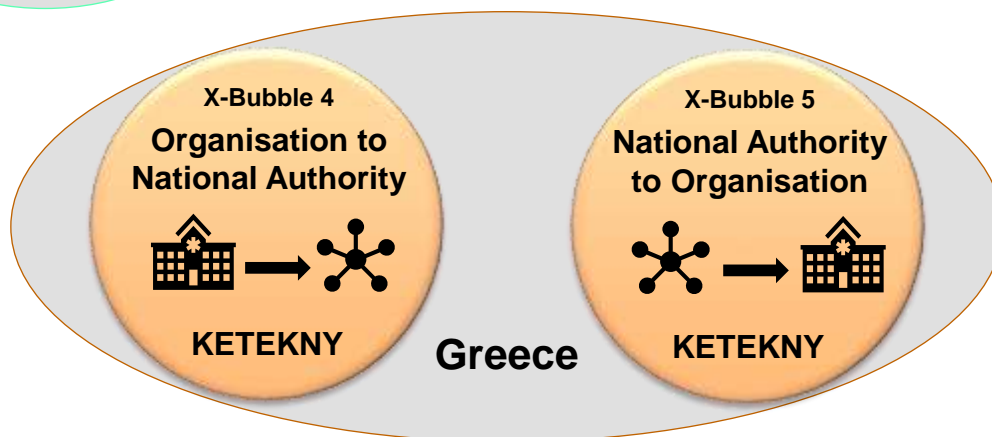 X-Bubble 4
Organisation to
National Authority
KETEKNY
X-Bubble 5
National Authority
to Organisation
KETEKNY
Greece